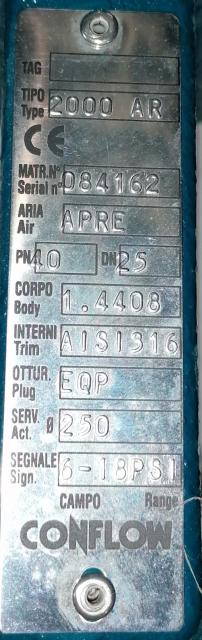 TAG
TIPO
Type 2000 AR
CE
MATR.N°
Serial n° 084162
ARIA
Air APRE
PN 40 DN 25
CORPO
Body 1.4408
INTERNI
Trim AISI316
OTTUR.
Plug EQP
SERV.
Act. Ø 250
SEGNALE
Sign. 6-18PSI
CAMPO Range
CONFLOW